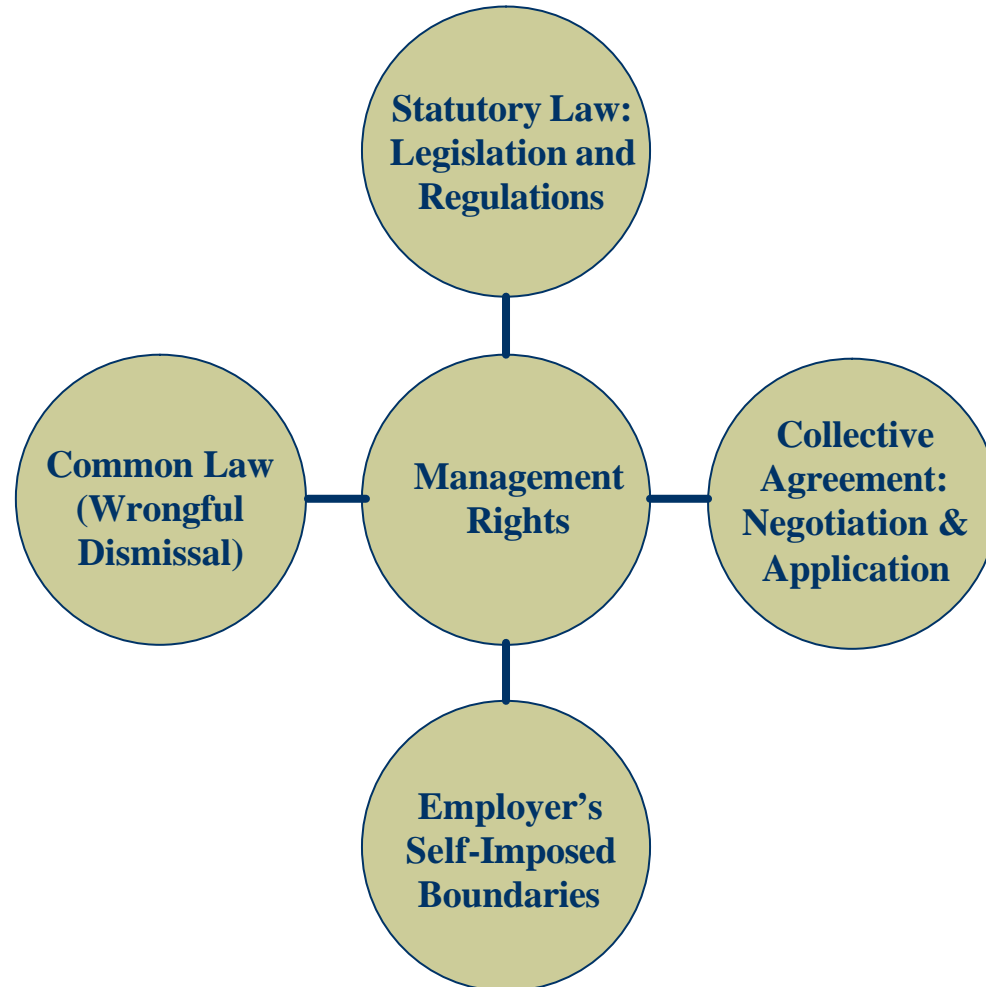 Statutory Law:
Legislation and
Regulations
Common Law
(Wrongful
Dismissal)
Management
Rights
Collective
Agreement:
Negotiation &
Application
Employer’s
Self-Imposed
Boundaries